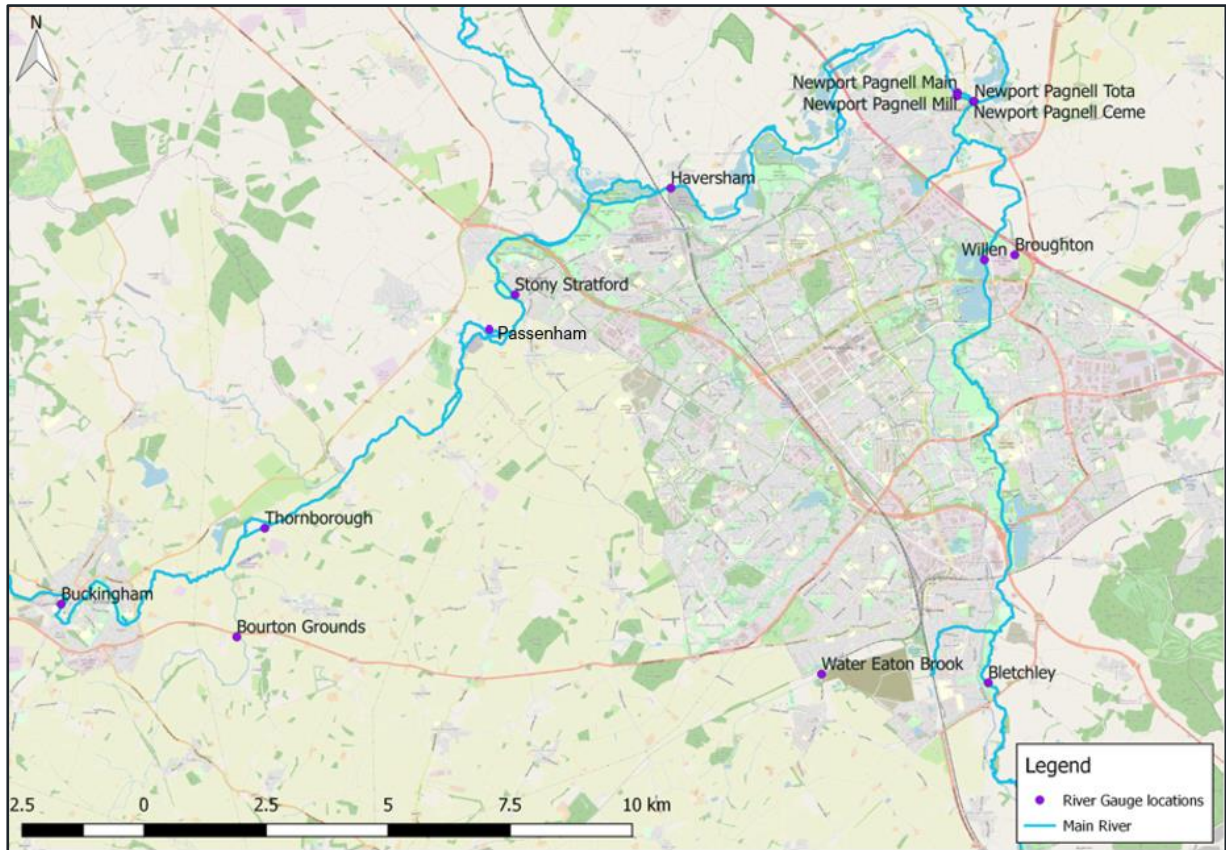 N
Newport Pagnell Main
Newport Pagnell Tota
Newport Pagnell Mill
Newport Pagnell Ceme
Haversham
Willen
Broughton
Stony Stratford
Passenham
Thornborough
Buckingham
Bourton Grounds
Water Eaton Brook
Bletchley
Legend
River Gauge locations
Main River
2.5 0 2.5 5 7.5 10 km